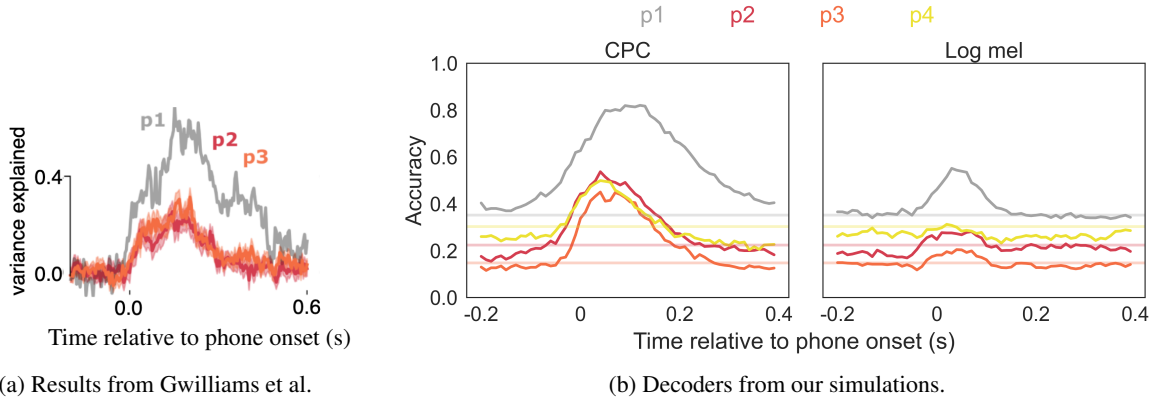 p1 p2 p3 p4
CPC Log mel
variance explained
0.4
0.0
p1
p2
p3
0.0 0.6
Time relative to phone onset (s)
Accuracy
1.0
0.8
0.6
0.4
0.2
0.0
-0.2 0 0.2 0.4
-0.2 0 0.2 0.4
Time relative to phone onset (s)
(a) Results from Gwilliams et al.
(b) Decoders from our simulations.